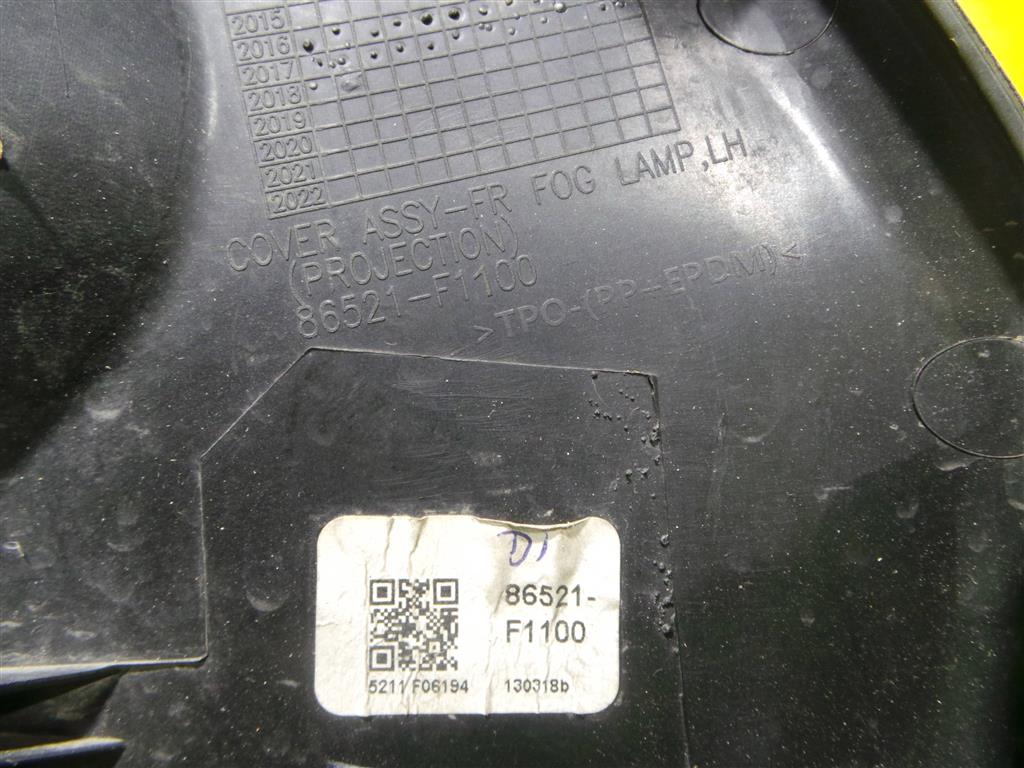 2015
2016
2017
2018
2019
2020
2021
2022
COVER ASSY-FR FOG LAMP,LH
(PROJECTION)
86521-F1100
>TPO-(PP-EPDM)<
D1
86521-
F1100
5211 F06194
130318b